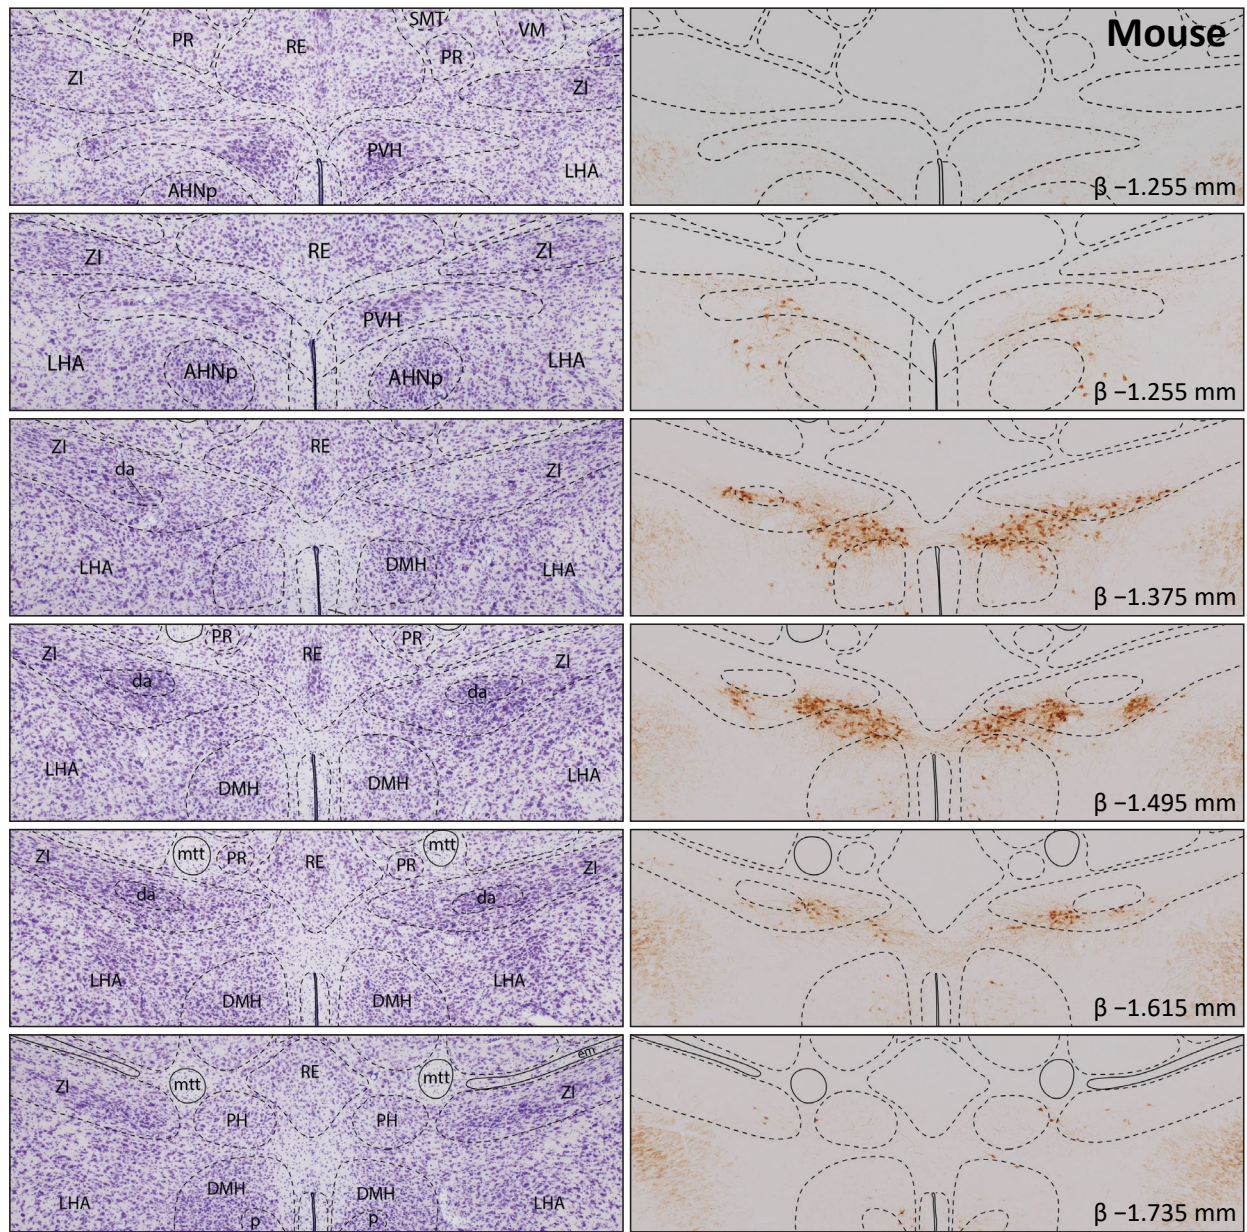 SMT
VM
Mouse
PR
RE
PR
ZI
ZI
PVH
LHA
AHNp
β −1.255 mm
ZI
RE
ZI
PVH
LHA
LHA
AHNp
AHNp
β −1.255 mm
ZI
RE
ZI
da
LHA
DMH
LHA
β −1.375 mm
PR
PR
ZI
RE
ZI
da
da
LHA
LHA
DMH
DMH
β −1.495 mm
ZI
mtt
PR
RE
PR
mtt
ZI
da
da
LHA
LHA
DMH
DMH
β −1.615 mm
em
ZI
mtt
RE
mtt
ZI
PH
PH
LHA
DMH
DMH
LHA
p
p
β −1.735 mm